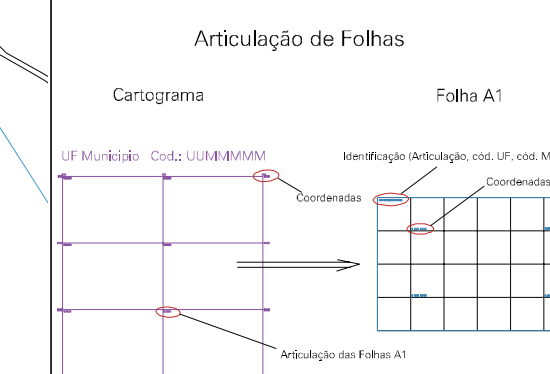 Articulação de Folhas
Cartograma
Folha A1
UF Municipio Cod.: UUMMMMM
Identificação (Articulação, cód. UF, cód. M
Coordenadas
Coordenadas
Articulação das Folhas A1